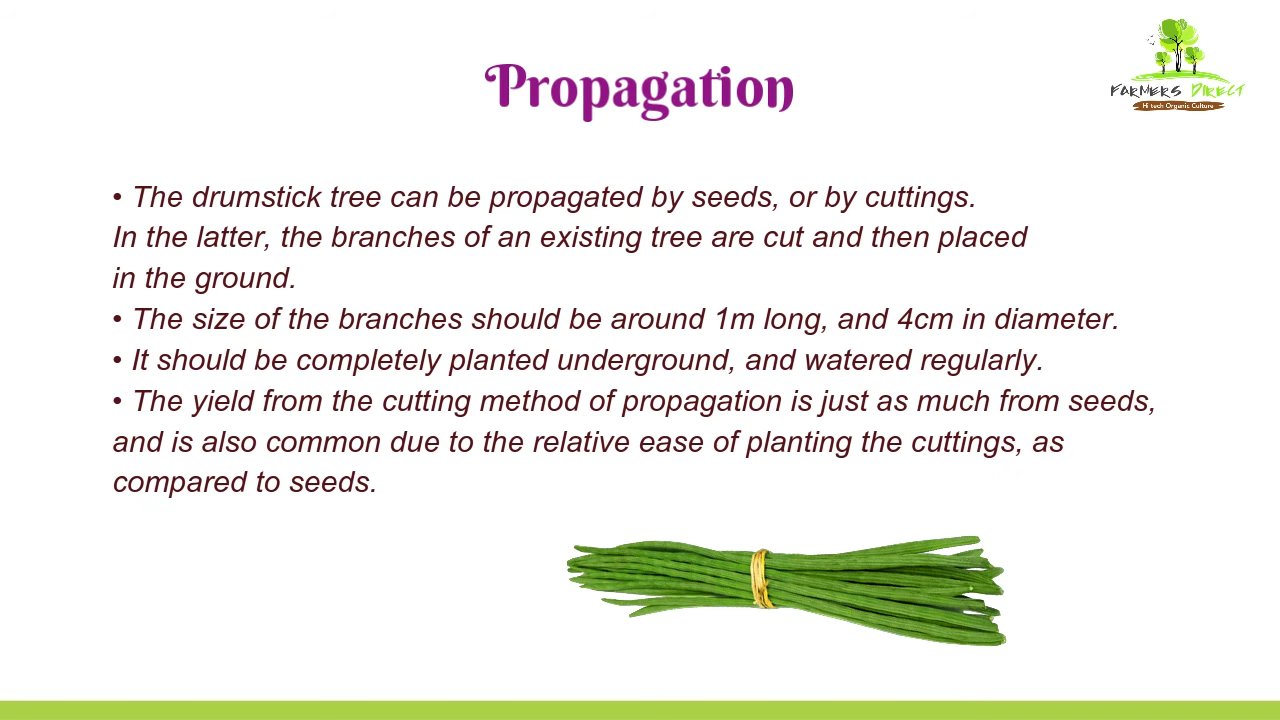 Propagation
FARMERS DIRECT
Hi tech Organic Culture
• The drumstick tree can be propagated by seeds, or by cuttings.
In the latter, the branches of an existing tree are cut and then placed
in the ground.
• The size of the branches should be around 1m long, and 4cm in diameter.
• It should be completely planted underground, and watered regularly.
• The yield from the cutting method of propagation is just as much from seeds,
and is also common due to the relative ease of planting the cuttings, as
compared to seeds.